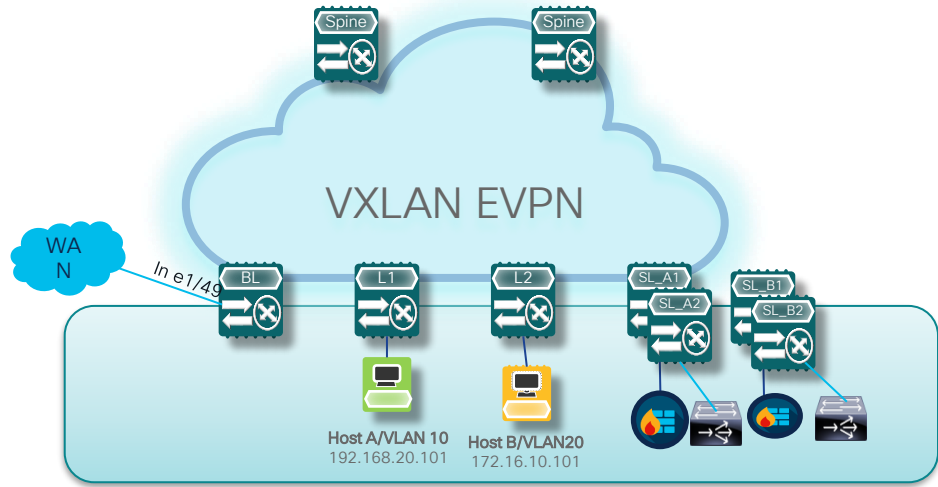 Spine
Spine
VXLAN EVPN
WA
N
In e1/49
BL
L1
L2
SL_A1
SL_A2
SL_B1
SL_B2
Host A/VLAN 10
192.168.20.101
Host B/VLAN20
172.16.10.101